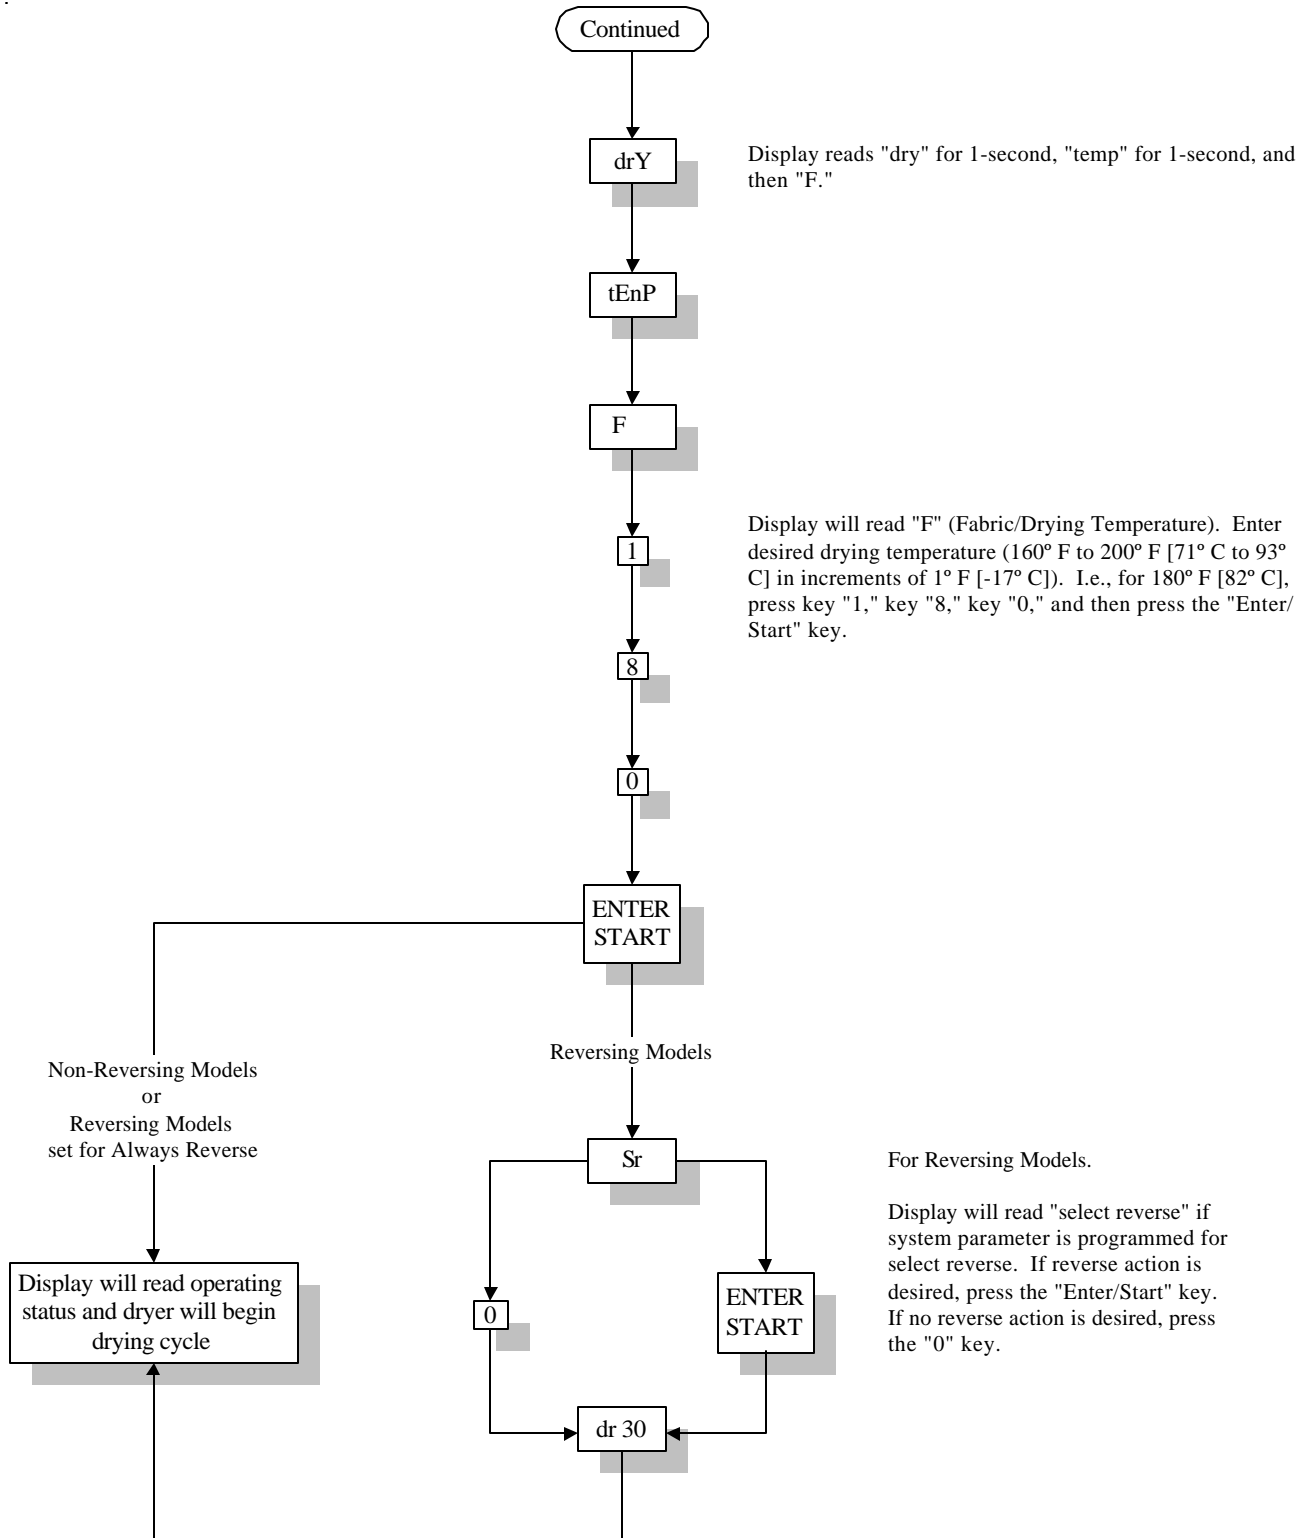 Continued
drY
Display reads "dry" for 1-second, "temp" for 1-second, and
then "F."
tEnP
F
1
Display will read "F" (Fabric/Drying Temperature).  Enter
desired drying temperature (160º F to 200º F [71º C to 93º
C] in increments of 1º F [-17º C]).  I.e., for 180º F [82º C],
press key "1," key "8," key "0," and then press the "Enter/
Start" key.
8
0
ENTER
START
Non-Reversing Models
or
Reversing Models
set for Always Reverse
Reversing Models
Sr
For Reversing Models.
Display will read "select reverse" if
system parameter is programmed for
select reverse.  If reverse action is
desired, press the "Enter/Start" key.
If no reverse action is desired, press
the "0" key.
Display will read operating
status and dryer will begin
drying cycle
0
ENTER
START
dr 30